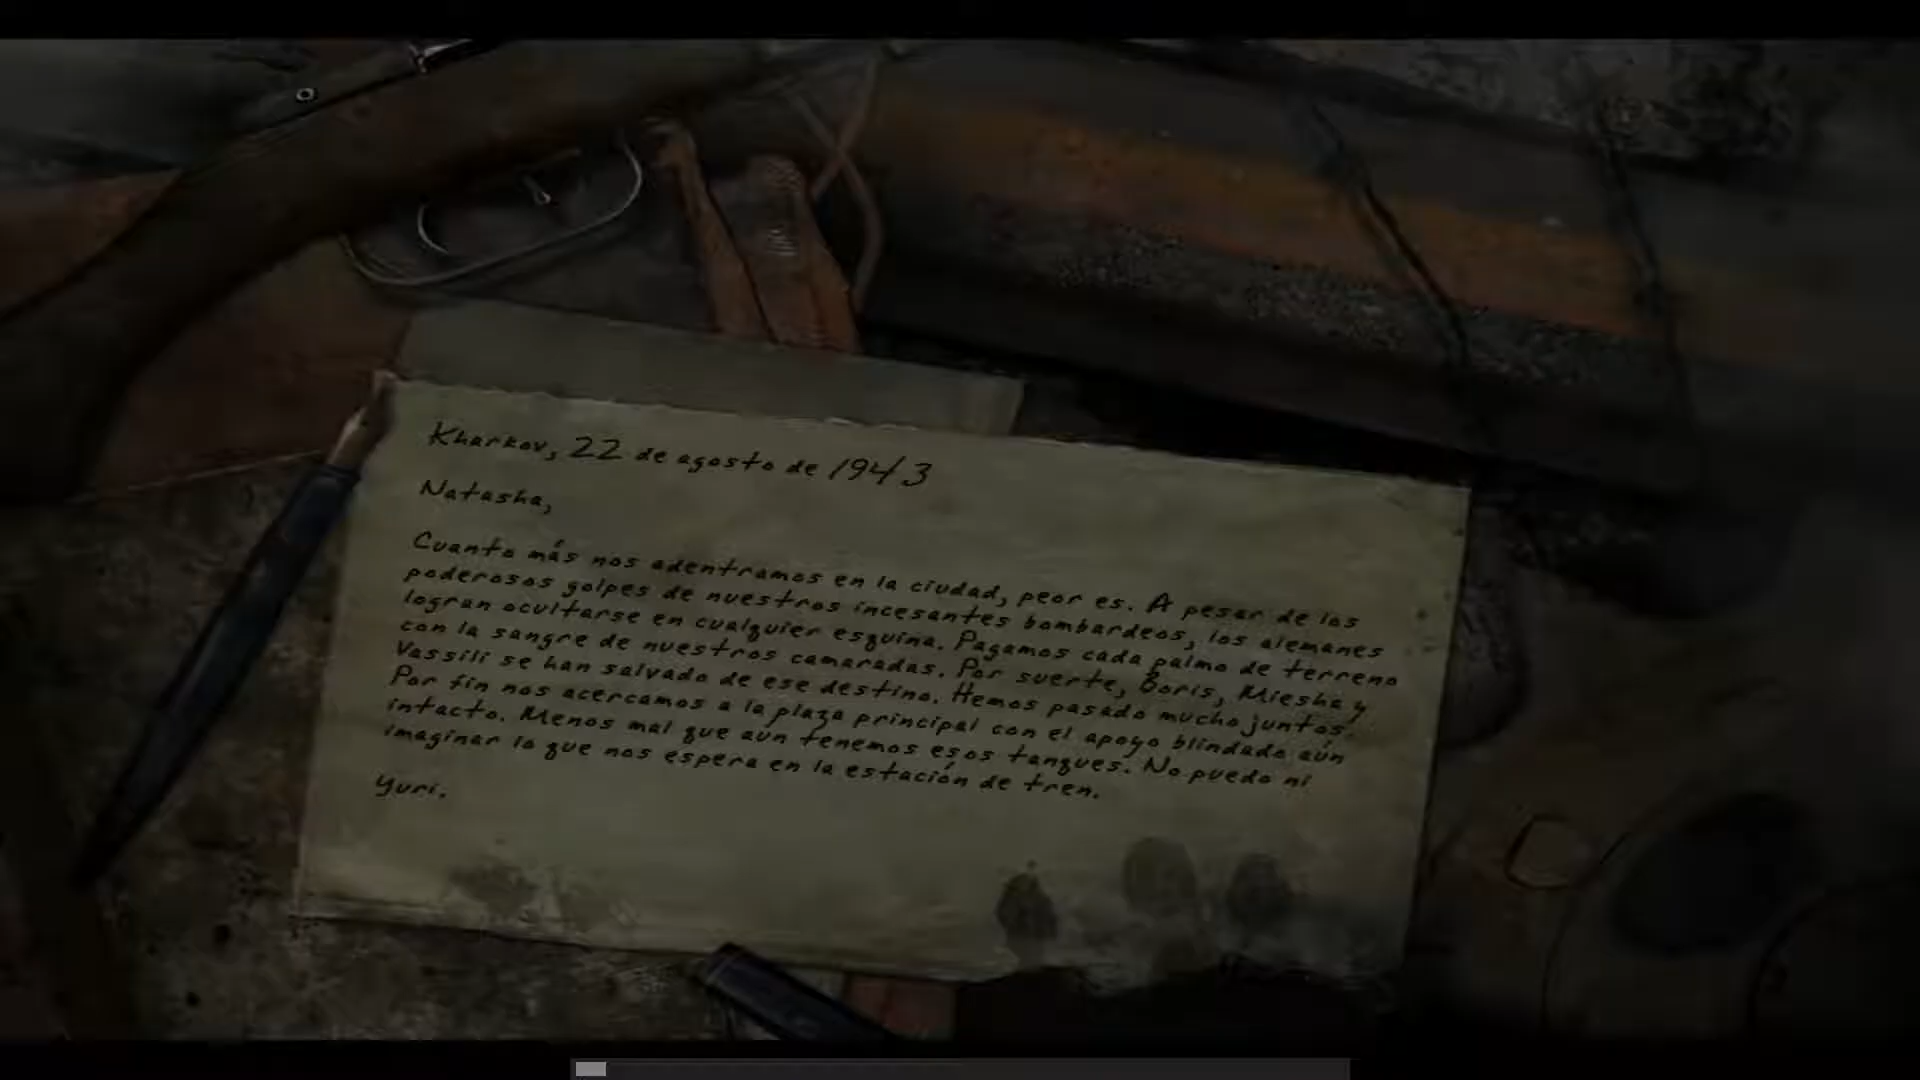 Kharkov, 22 de agosto de 1943
Natasha,
Cuanto más nos adentramos en la ciudad, peor es. A pesar de los
poderosos golpes de nuestros incesantes bombardeos, los alemanes
logran ocultarse en cualquier esquina. Pagamos cada palmo de terreno
con la sangre de nuestros camaradas. Por suerte, Boris, Miesha y
Vassili se han salvado de ese destino. Hemos pasado mucho juntos.
Por fin nos acercamos a la plaza principal con el apoyo blindado aún
intacto. Menos mal que aún tenemos esos tanques. No puedo ni
imaginar lo que nos espera en la estación de tren.
Yuri.